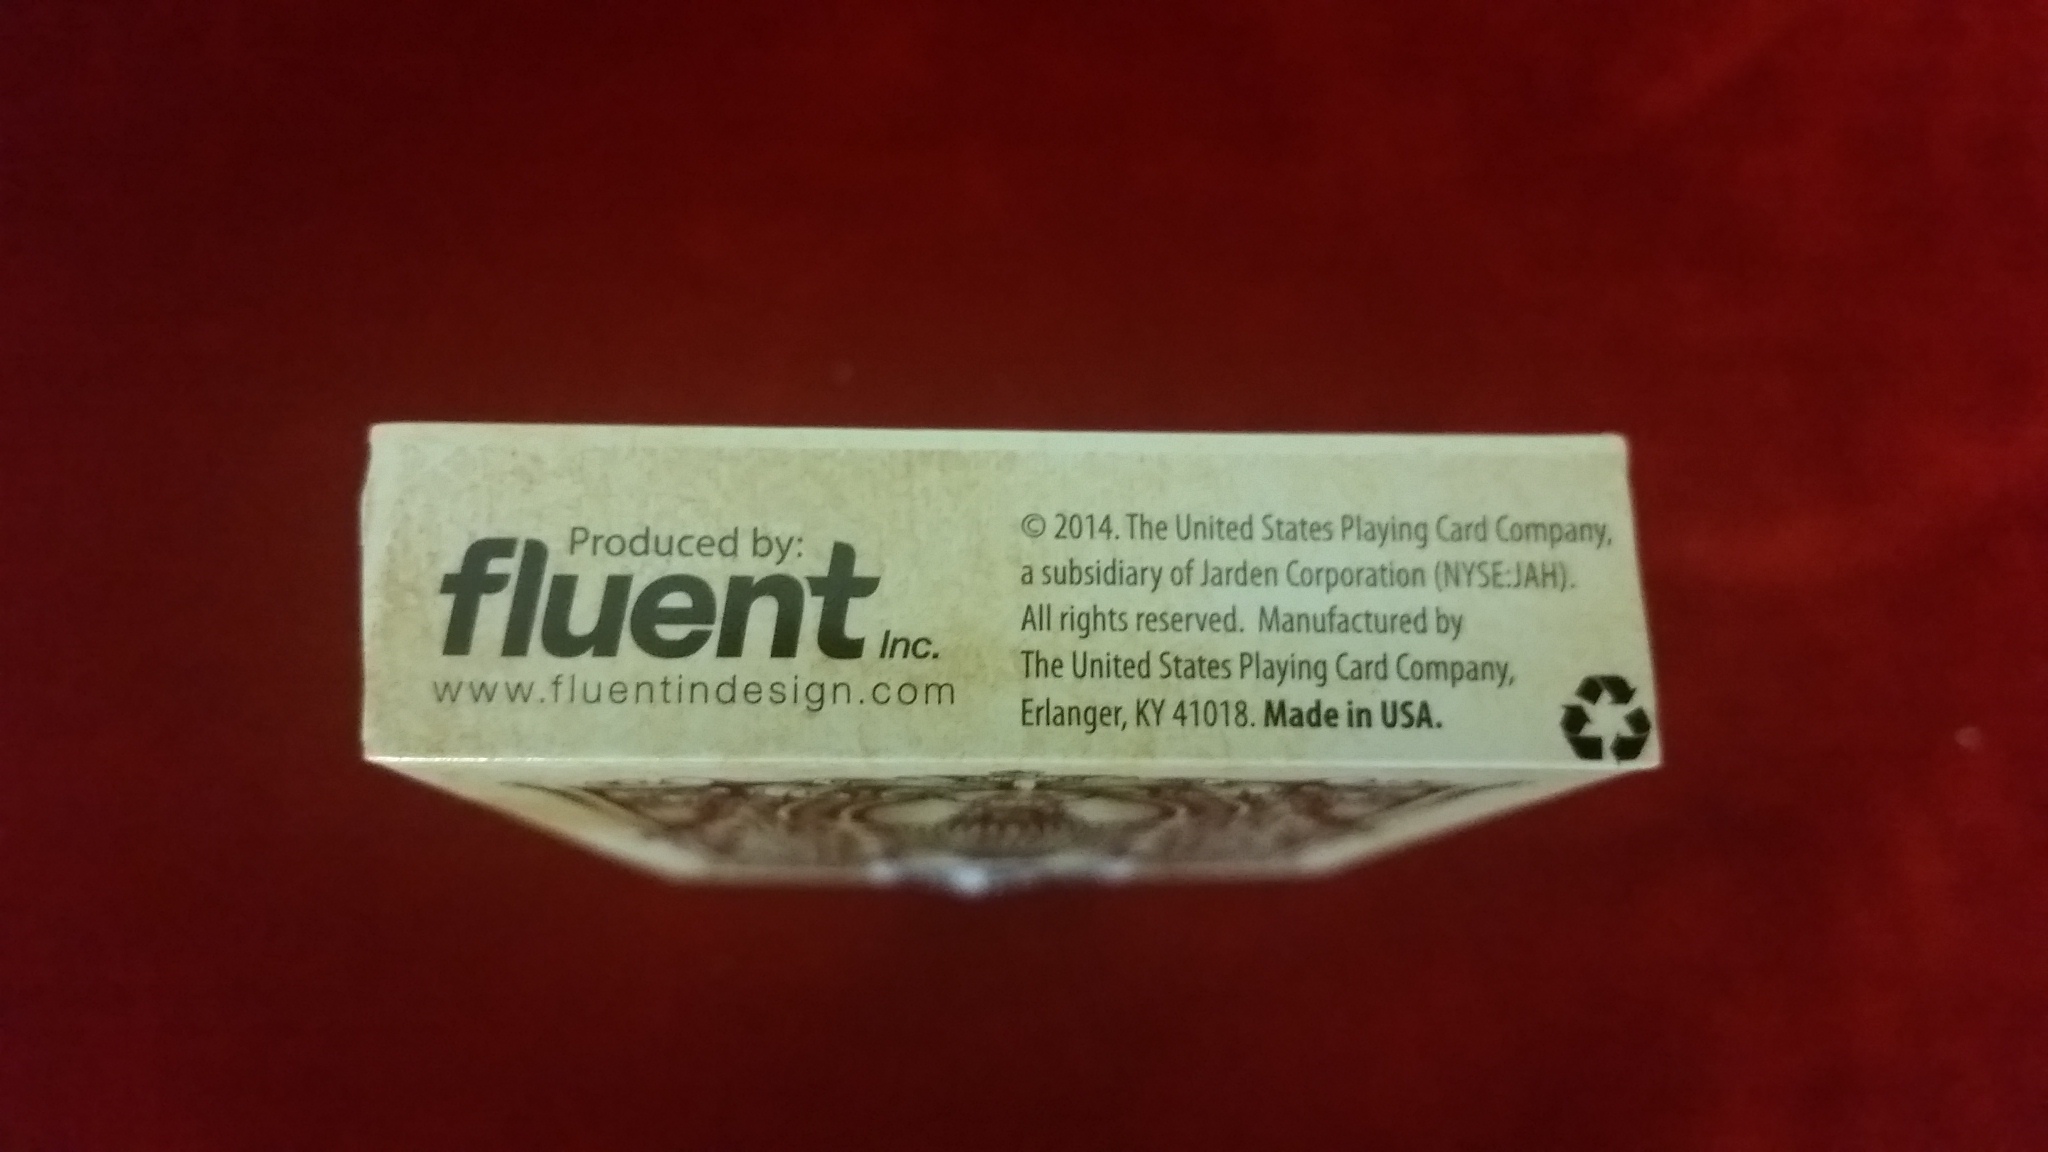 Produced by:
fluent Inc.
www.fluentindesign.com
© 2014. The United States Playing Card Company,
a subsidiary of Jarden Corporation (NYSE:JAH).
All rights reserved. Manufactured by
The United States Playing Card Company,
Erlanger, KY 41018. Made in USA.